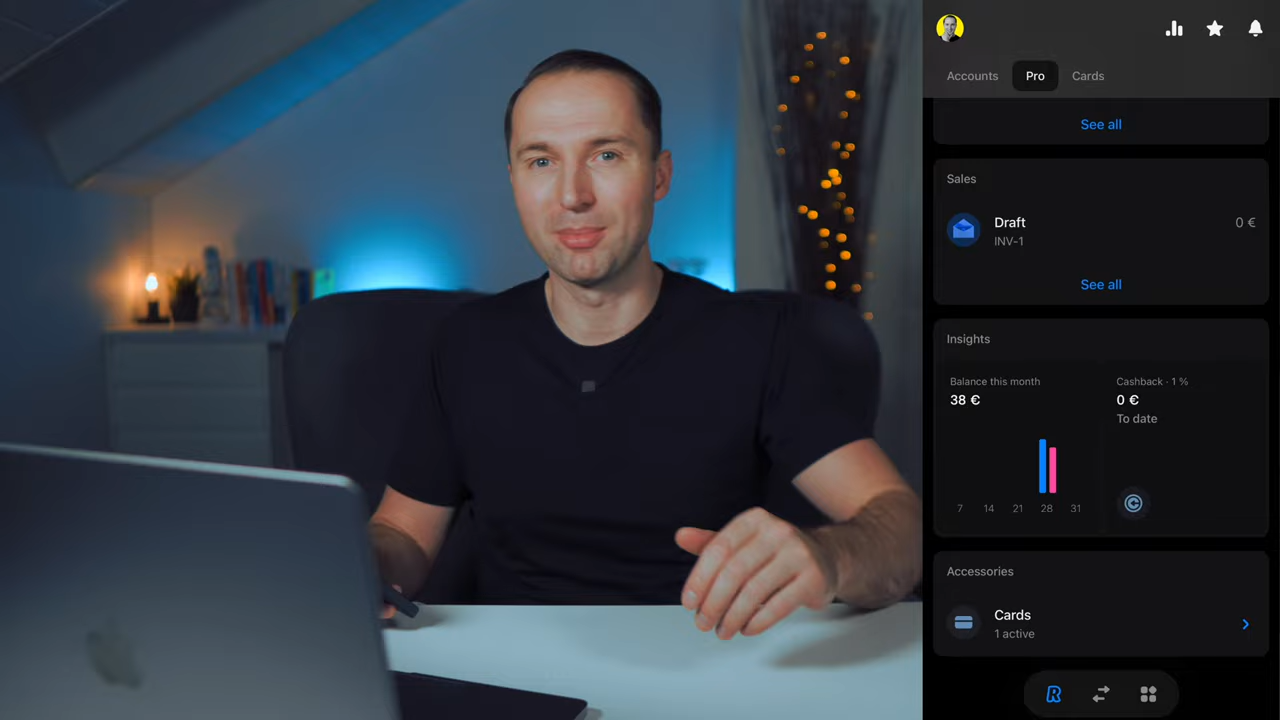 Accounts
Pro
Cards
See all
Sales
Draft
0 €
INV-1
See all
Insights
Balance this month
38 €
Cashback · 1 %
0 €
To date
7 14 21 28 31
Accessories
Cards
1 active